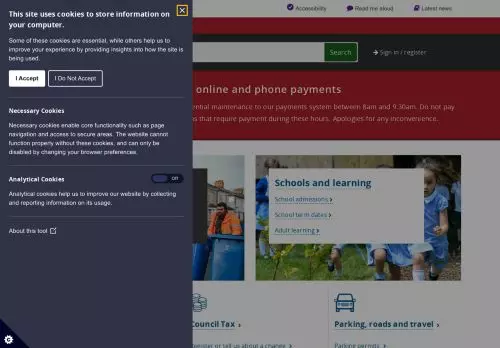 This site uses cookies to store information on
your computer.
Some of these cookies are essential, while others help us to
improve your experience by providing insights into how the site is
being used.
I Accept
I Do Not Accept
Necessary Cookies
Necessary cookies enable core functionality such as page
navigation and access to secure areas. The website cannot
function properly without these cookies, and can only be
disabled by changing your browser preferences.
Analytical Cookies
Off
Analytical cookies help us to improve our website by collecting
and reporting information on its usage.
About this tool
Accessibility
Read me aloud
Latest news
Search
Sign in / register
online and phone payments
ential maintenance to our payments system between 8am and 9.30am. Do not pay
ns that require payment during these hours. Apologies for any inconvenience.
Schools and learning
School admissions
School term dates
Adult learning
Council Tax
Parking, roads and travel
register or tell us about a change
Parking permits